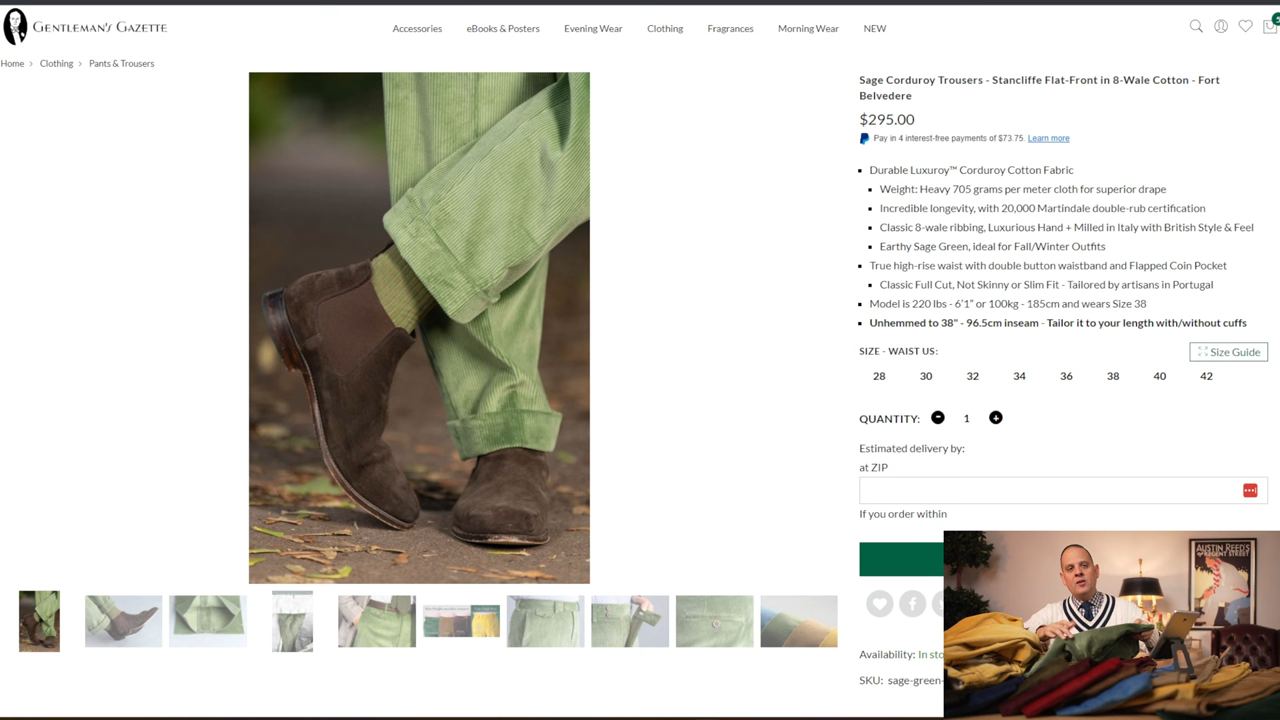 GENTLEMAN'S GAZETTE
Accessories
eBooks & Posters
Evening Wear
Clothing
Fragrances
Morning Wear
NEW
Home > Clothing > Pants & Trousers
Sage Corduroy Trousers - Stancliffe Flat-Front in 8-Wale Cotton - Fort
Belvedere
$295.00
Pay in 4 interest-free payments of $73.75. Learn more
Durable Luxuroy™ Corduroy Cotton Fabric
Weight: Heavy 705 grams per meter cloth for superior drape
Incredible longevity, with 20,000 Martindale double-rub certification
Classic 8-wale ribbing, Luxurious Hand + Milled in Italy with British Style & Feel
Earthy Sage Green, ideal for Fall/Winter Outfits
True high-rise waist with double button waistband and Flapped Coin Pocket
Classic Full Cut, Not Skinny or Slim Fit - Tailored by artisans in Portugal
Model is 220 lbs - 6'1" or 100kg - 185cm and wears Size 38
Unhemmed to 38" - 96.5cm inseam - Tailor it to your length with/without cuffs
SIZE - WAIST US:
Size Guide
28 30 32 34 36 38 40 42
QUANTITY: - 1 +
Estimated delivery by:
at ZIP
If you order within
AUSTIN REED'S
REGENT STREET
Availability: In sto
SKU: sage-green-